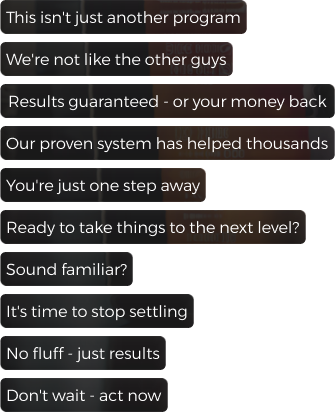 This isn't just another program
We're not like the other guys
Results guaranteed - or your money back
Our proven system has helped thousands
You're just one step away
Ready to take things to the next level?
Sound familiar?
It's time to stop settling
No fluff - just results
Don't wait - act now